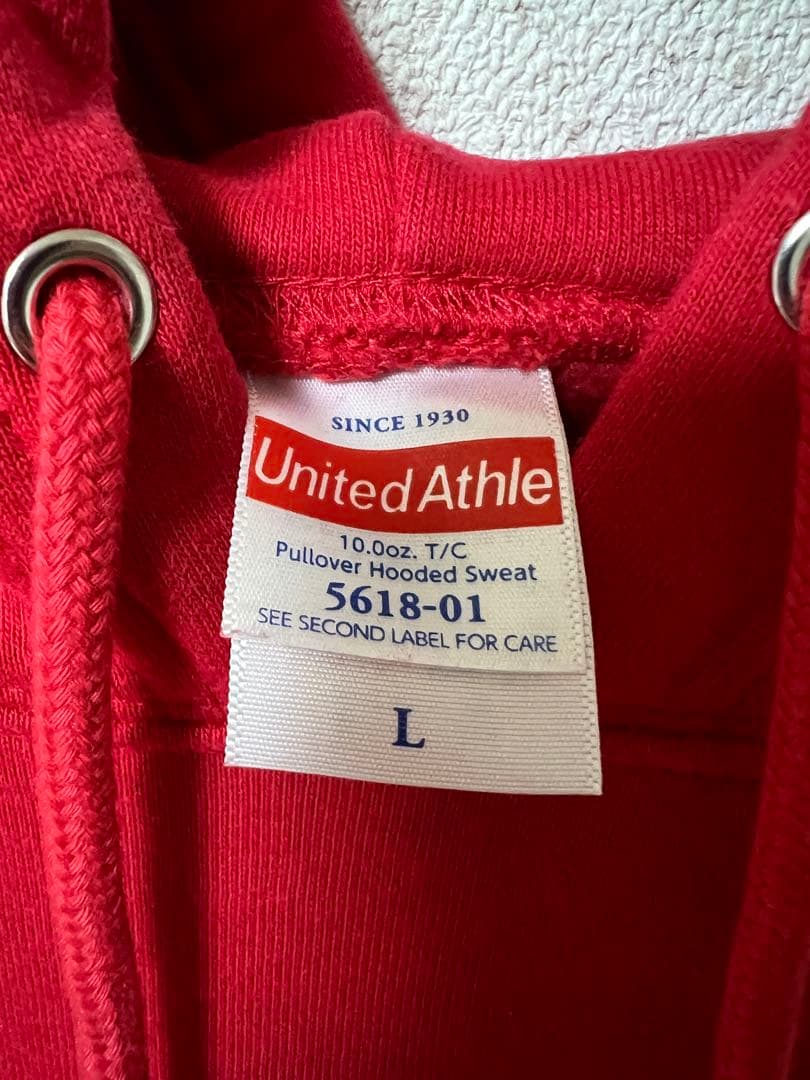 SINCE 1930
United Athle
10.0oz. T/C
Pullover Hooded Sweat
5618-01
SEE SECOND LABEL FOR CARE
L